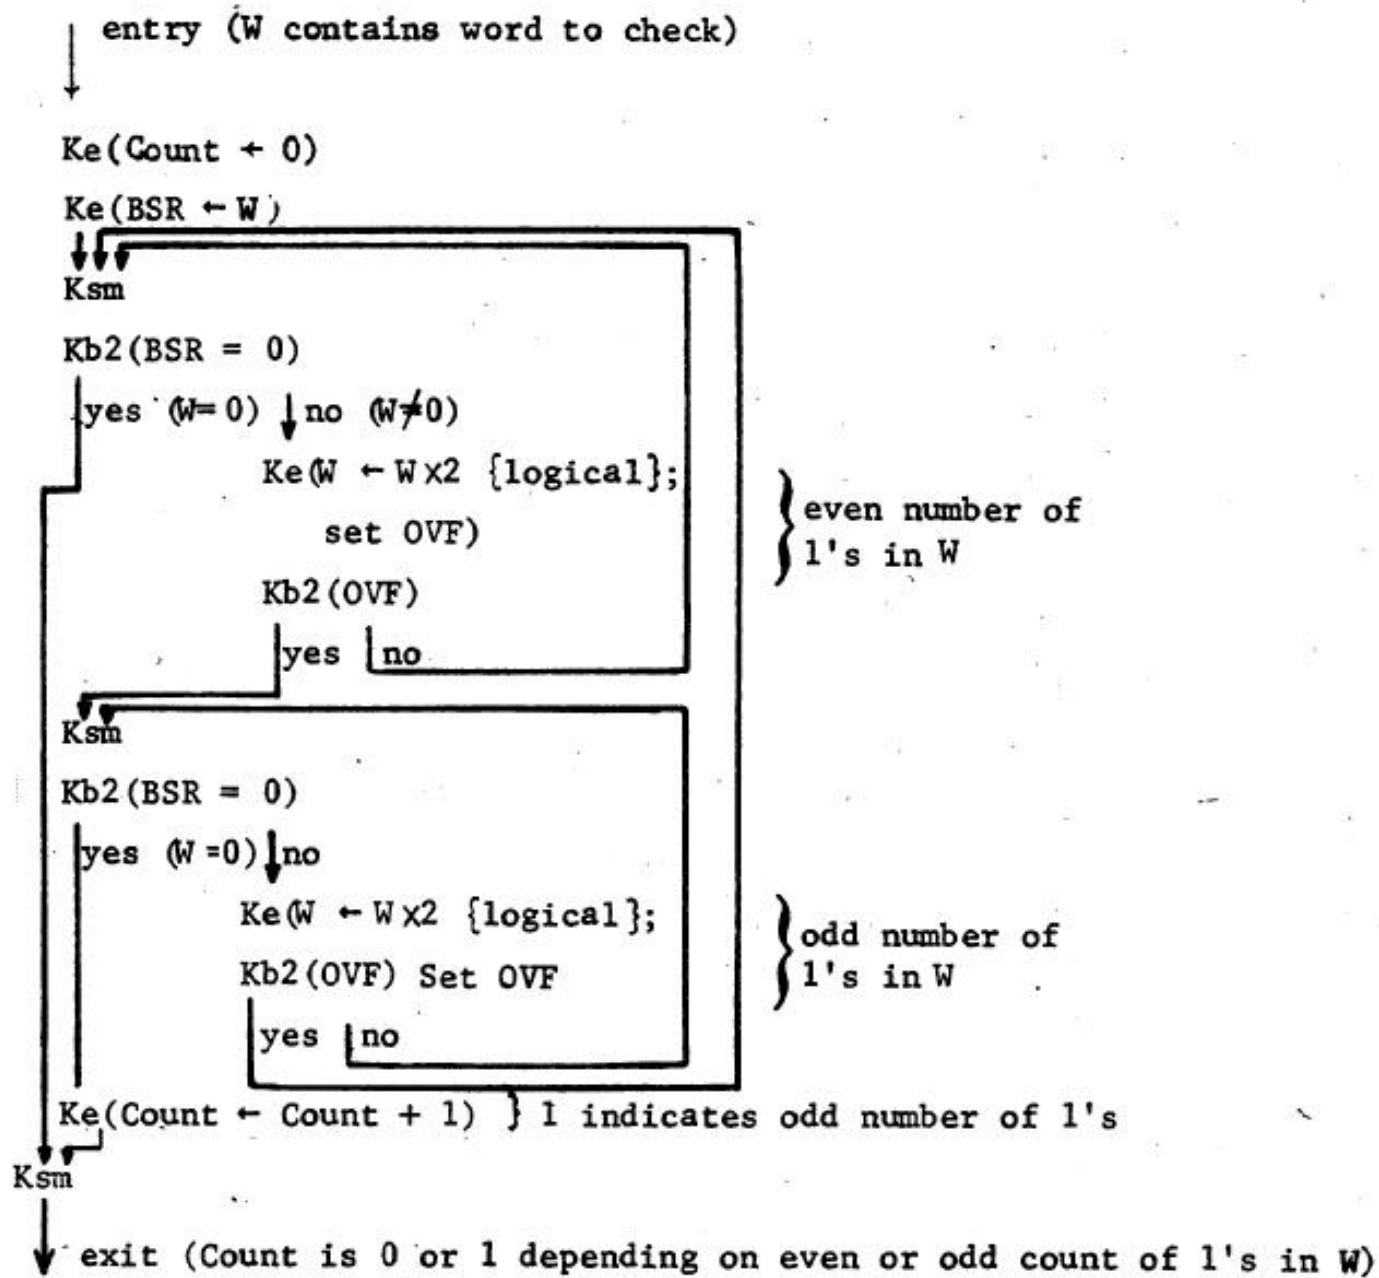 entry (W contains word to check)
Ke(Count ← 0)
Ke(BSR ← W)
Ksm
Kb2(BSR = 0)
yes (W=0) no (W≠0)
Ke(W ← W×2 {logical};
set OVF)
even number of
1's in W
Kb2(OVF)
yes no
Ksm
Kb2(BSR = 0)
yes (W=0) no
Ke(W ← W×2 {logical};
Kb2(OVF) Set OVF
odd number of
1's in W
yes no
Ke(Count ← Count + 1) } 1 indicates odd number of 1's
Ksm
exit (Count is 0 or 1 depending on even or odd count of 1's in W)